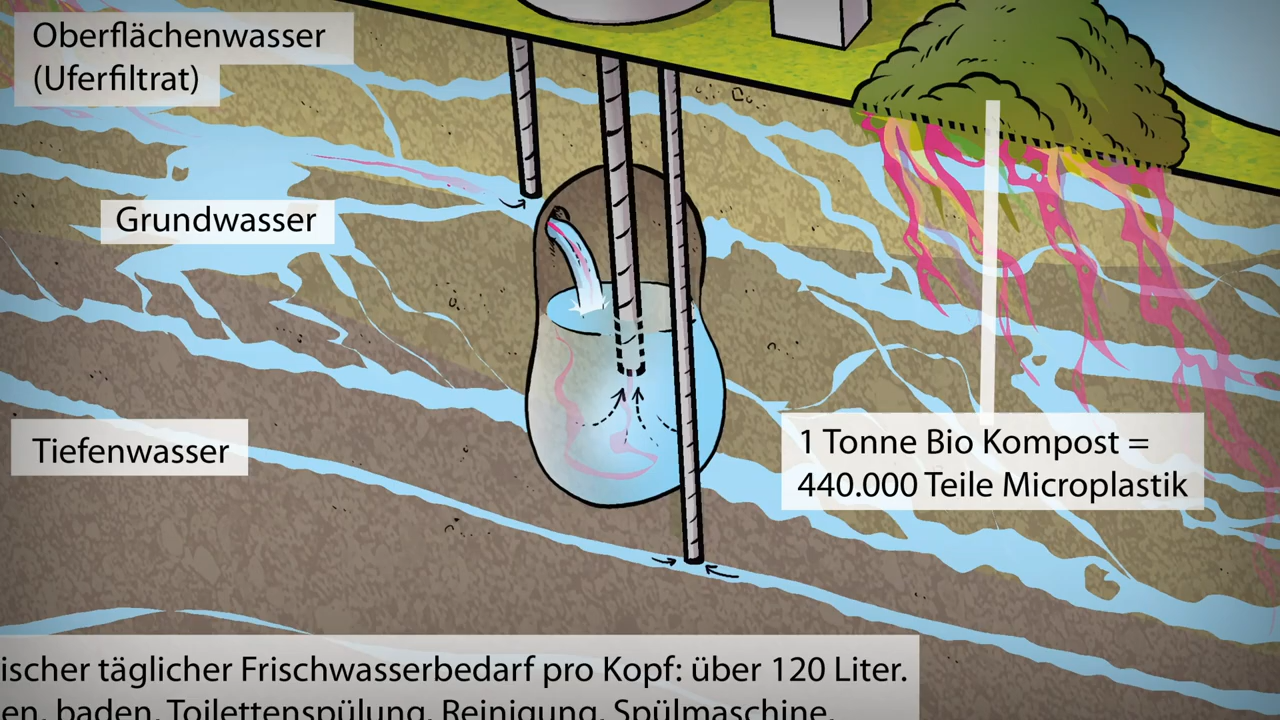 Oberflächenwasser
(Uferfiltrat)
Grundwasser
Tiefenwasser
1 Tonne Bio Kompost =
440.000 Teile Microplastik
ischer täglicher Frischwasserbedarf pro Kopf: über 120 Liter.
en, baden, Toilettenspülung, Reinigung, Spülmaschine,